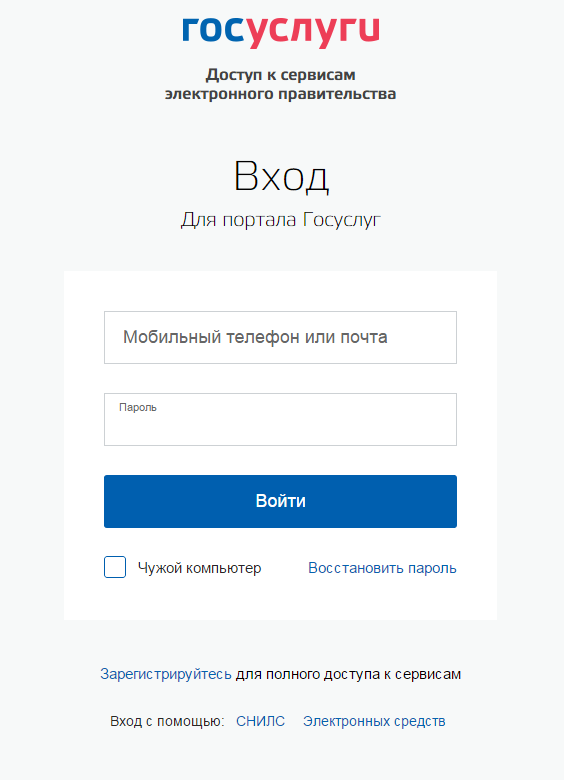 госуслуги
Доступ к сервисам
электронного правительства
Вход
Для портала Госуслуг
Мобильный телефон или почта
Пароль
Войти
Чужой компьютер Восстановить пароль
Зарегистрируйтесь для полного доступа к сервисам
Вход с помощью: СНИЛС Электронных средств